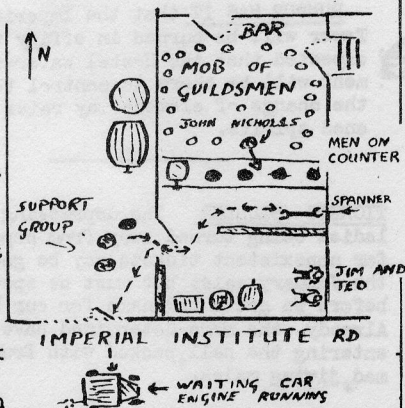 BAR
N
MOB OF
GUILDSMEN
JOHN NICHOLLS
MEN ON
COUNTER
SPANNER
SUPPORT
GROUP
JIM AND
TED
IMPERIAL INSTITUTE RD
WAITING CAR
ENGINE RUNNING